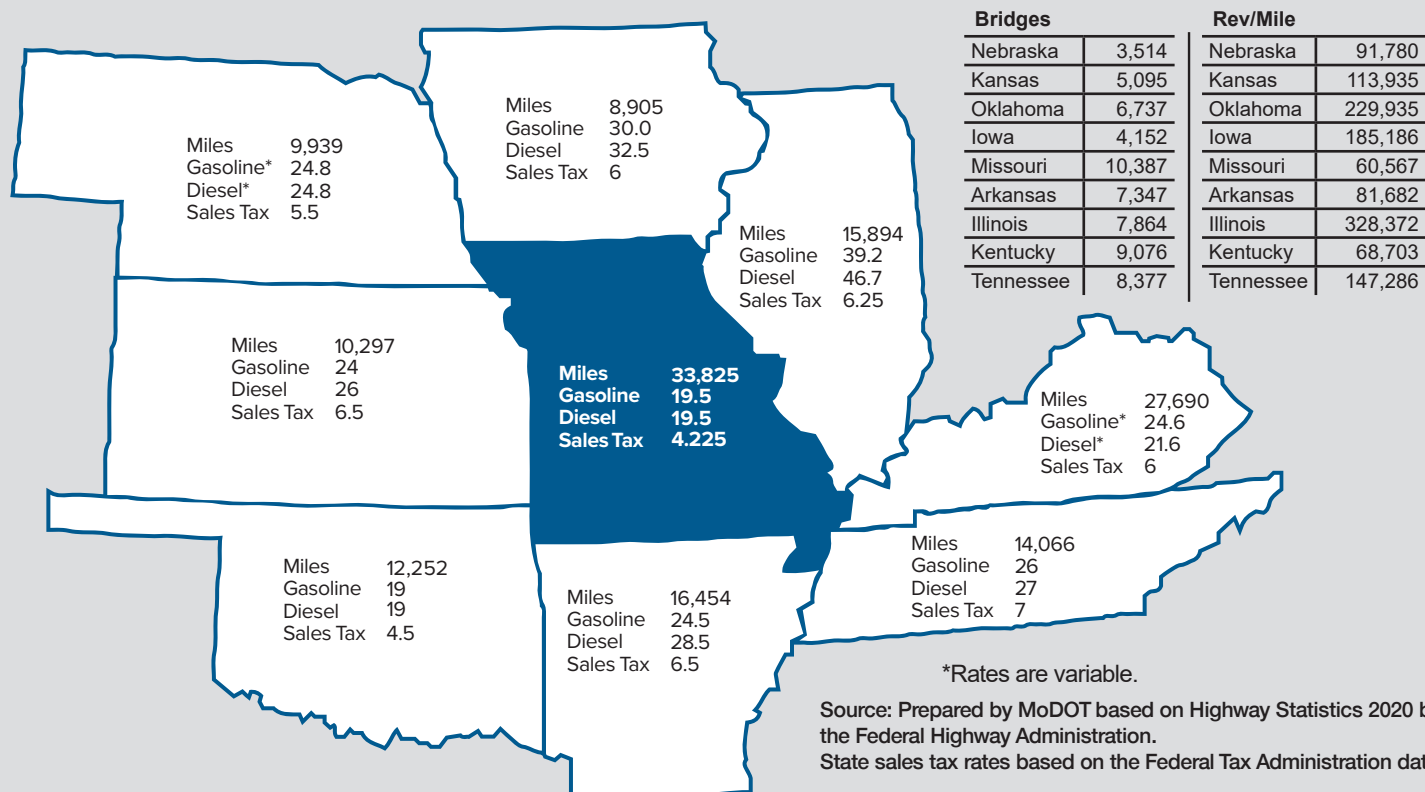 Bridges
Nebraska 3,514
Kansas 5,095
Oklahoma 6,737
Iowa 4,152
Missouri 10,387
Arkansas 7,347
Illinois 7,864
Kentucky 9,076
Tennessee 8,377
Rev/Mile
Nebraska 91,780
Kansas 113,935
Oklahoma 229,935
Iowa 185,186
Missouri 60,567
Arkansas 81,682
Illinois 328,372
Kentucky 68,703
Tennessee 147,286
Miles 9,939
Gasoline* 24.8
Diesel* 24.8
Sales Tax 5.5
Miles 8,905
Gasoline 30.0
Diesel 32.5
Sales Tax 6
Miles 15,894
Gasoline 39.2
Diesel 46.7
Sales Tax 6.25
Miles 10,297
Gasoline 24
Diesel 26
Sales Tax 6.5
Miles 33,825
Gasoline 19.5
Diesel 19.5
Sales Tax 4.225
Miles 27,690
Gasoline* 24.6
Diesel* 21.6
Sales Tax 6
Miles 12,252
Gasoline 19
Diesel 19
Sales Tax 4.5
Miles 16,454
Gasoline 24.5
Diesel 28.5
Sales Tax 6.5
Miles 14,066
Gasoline 26
Diesel 27
Sales Tax 7
*Rates are variable.
Source: Prepared by MoDOT based on Highway Statistics 2020
the Federal Highway Administration.
State sales tax rates based on the Federal Tax Administration